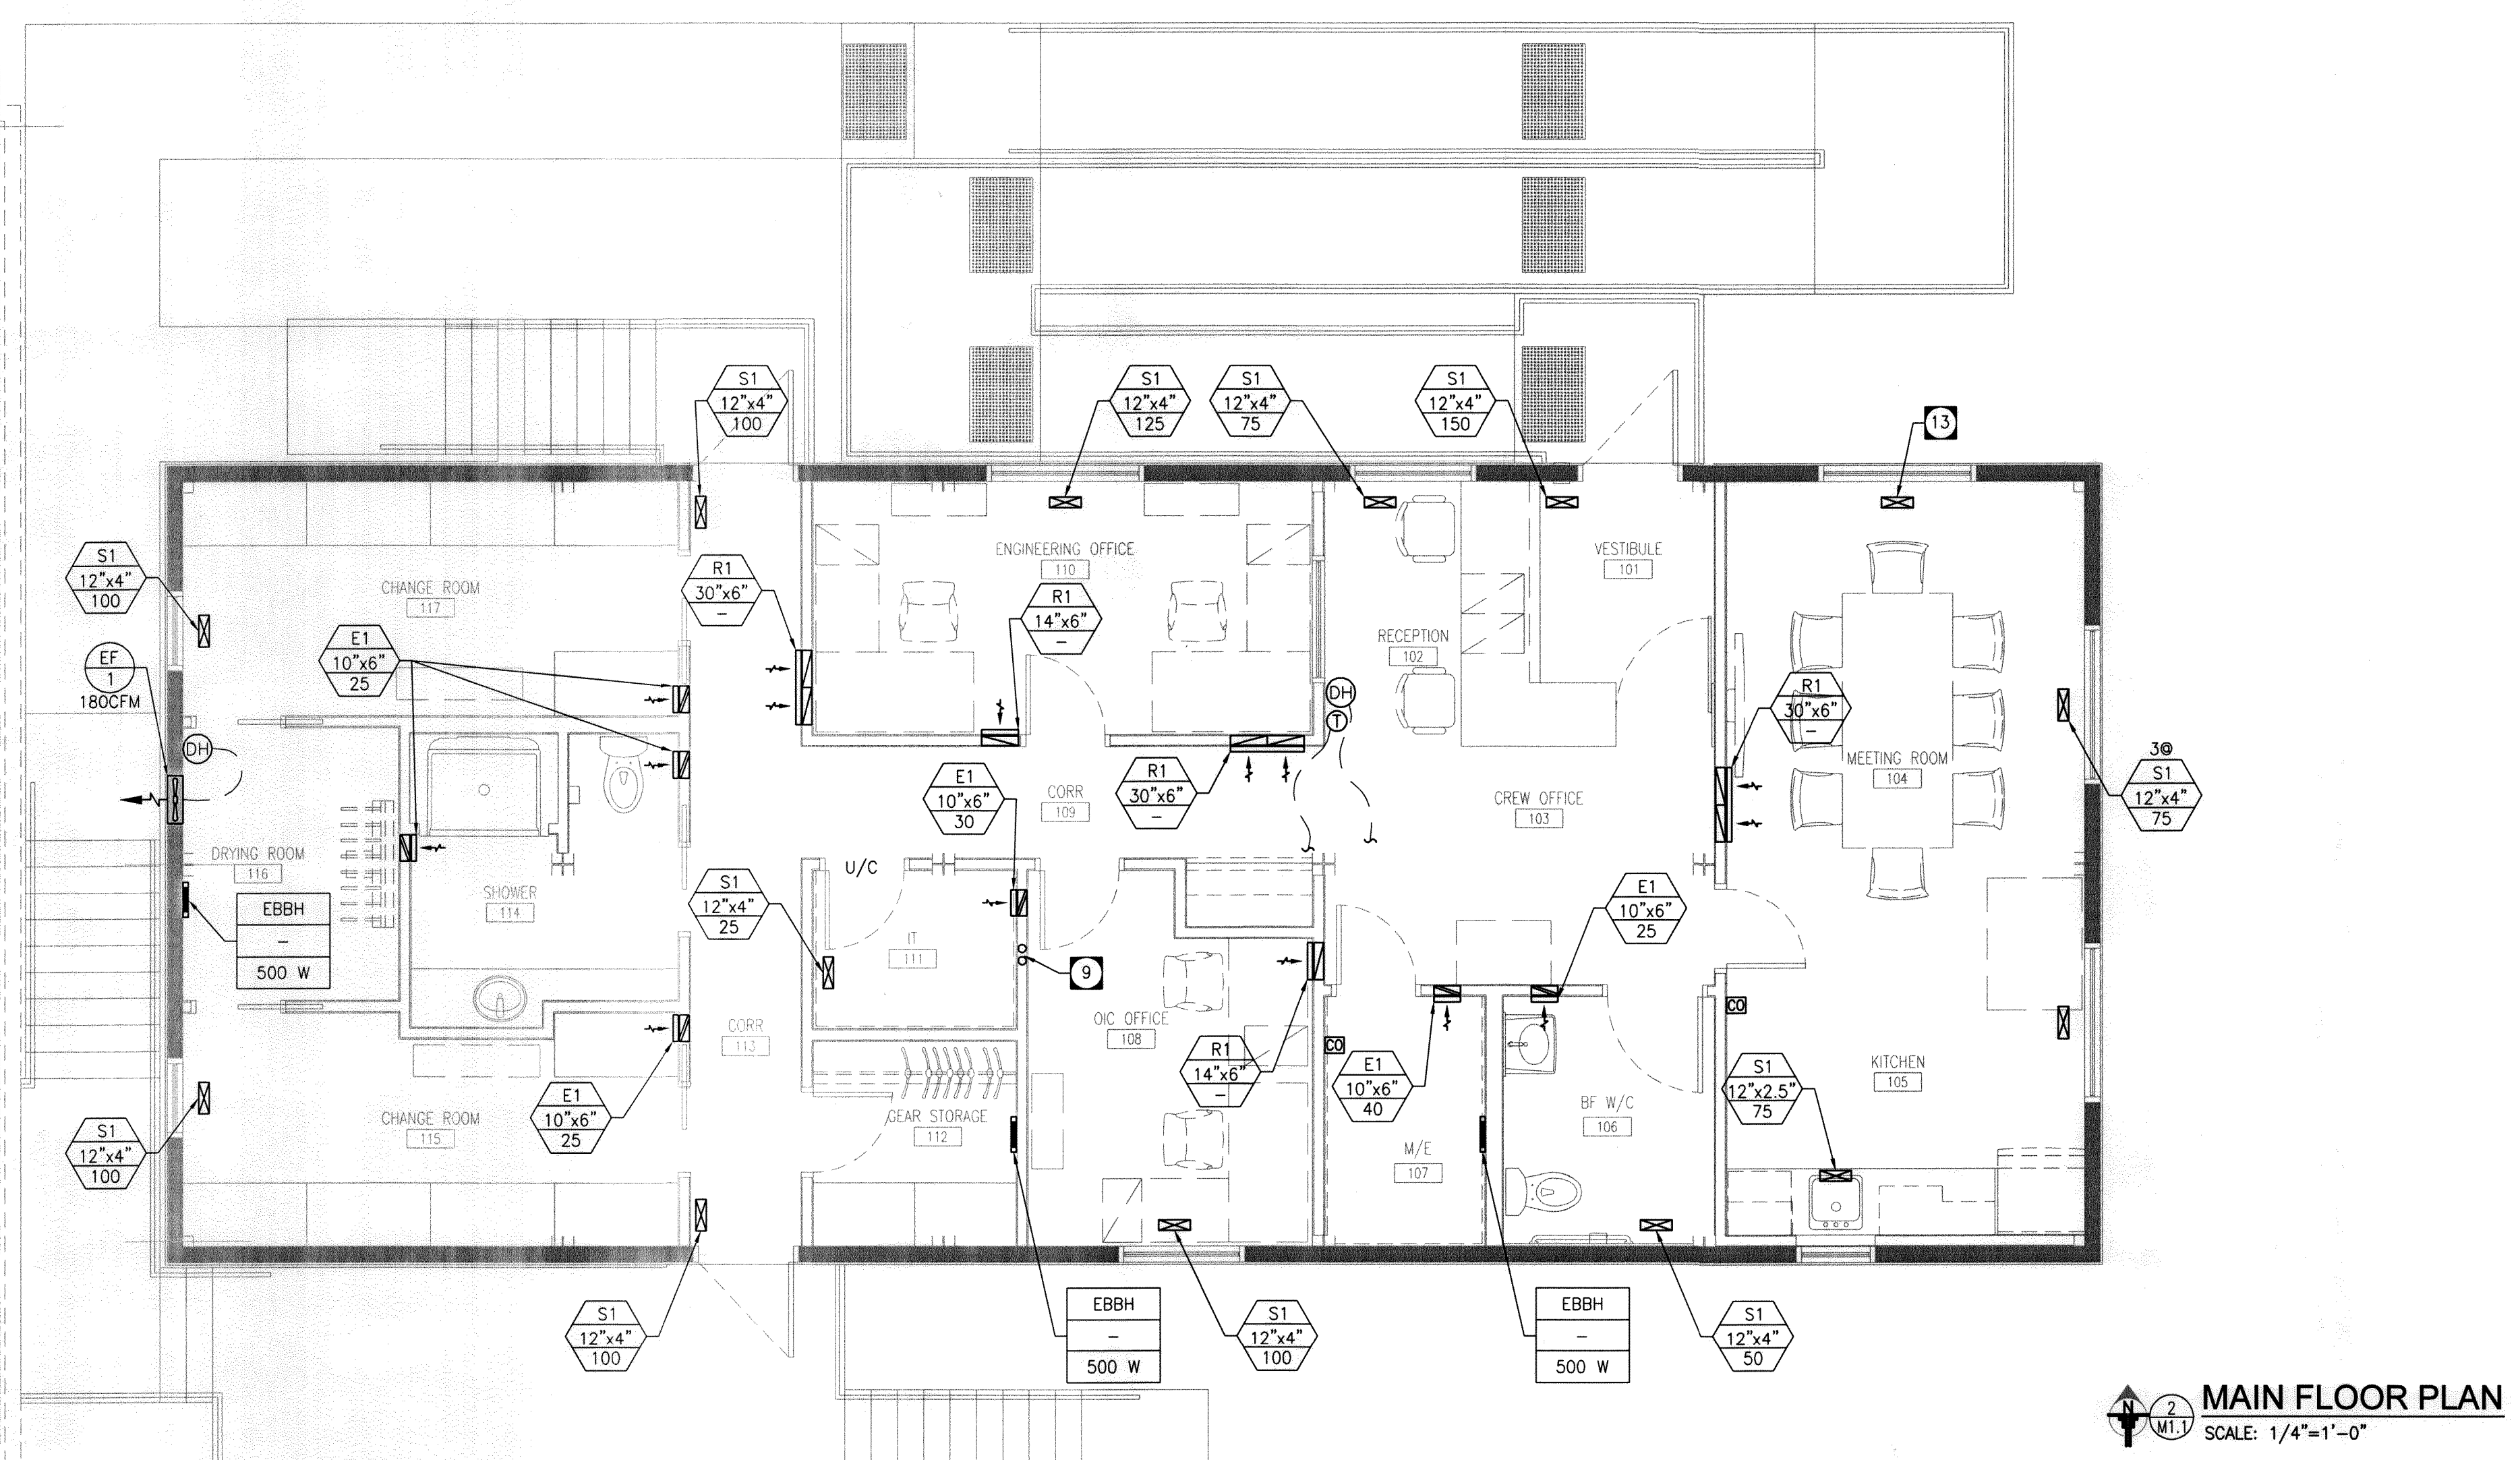 S1
12"x4"
100
S1
12"x4"
125
S1
12"x4"
75
S1
12"x4"
150
13
S1
12"x4"
100
CHANGE ROOM
117
R1
30"x6"
–
ENGINEERING OFFICE
110
R1
14"x6"
–
VESTIBULE
101
RECEPTION
102
E1
10"x6"
25
EF
1
180CFM
DH
DH
T
R1
30"x6"
–
MEETING ROOM
104
3@
S1
12"x4"
75
E1
10"x6"
30
CORR
109
R1
30"x6"
–
CREW OFFICE
103
DRYING ROOM
116
EBBH
–
500 W
SHOWER
114
S1
12"x4"
25
U/C
IT
111
9
E1
10"x6"
25
CO
CO
CORR
113
OIC OFFICE
108
R1
14"x6"
–
E1
10"x6"
40
S1
12"x2.5"
75
KITCHEN
105
S1
12"x4"
100
CHANGE ROOM
115
E1
10"x6"
25
GEAR STORAGE
112
M/E
107
BF W/C
106
S1
12"x4"
100
EBBH
–
500 W
S1
12"x4"
100
EBBH
–
500 W
S1
12"x4"
50
N
2
M1.1
MAIN FLOOR PLAN
SCALE: 1/4"=1'-0"